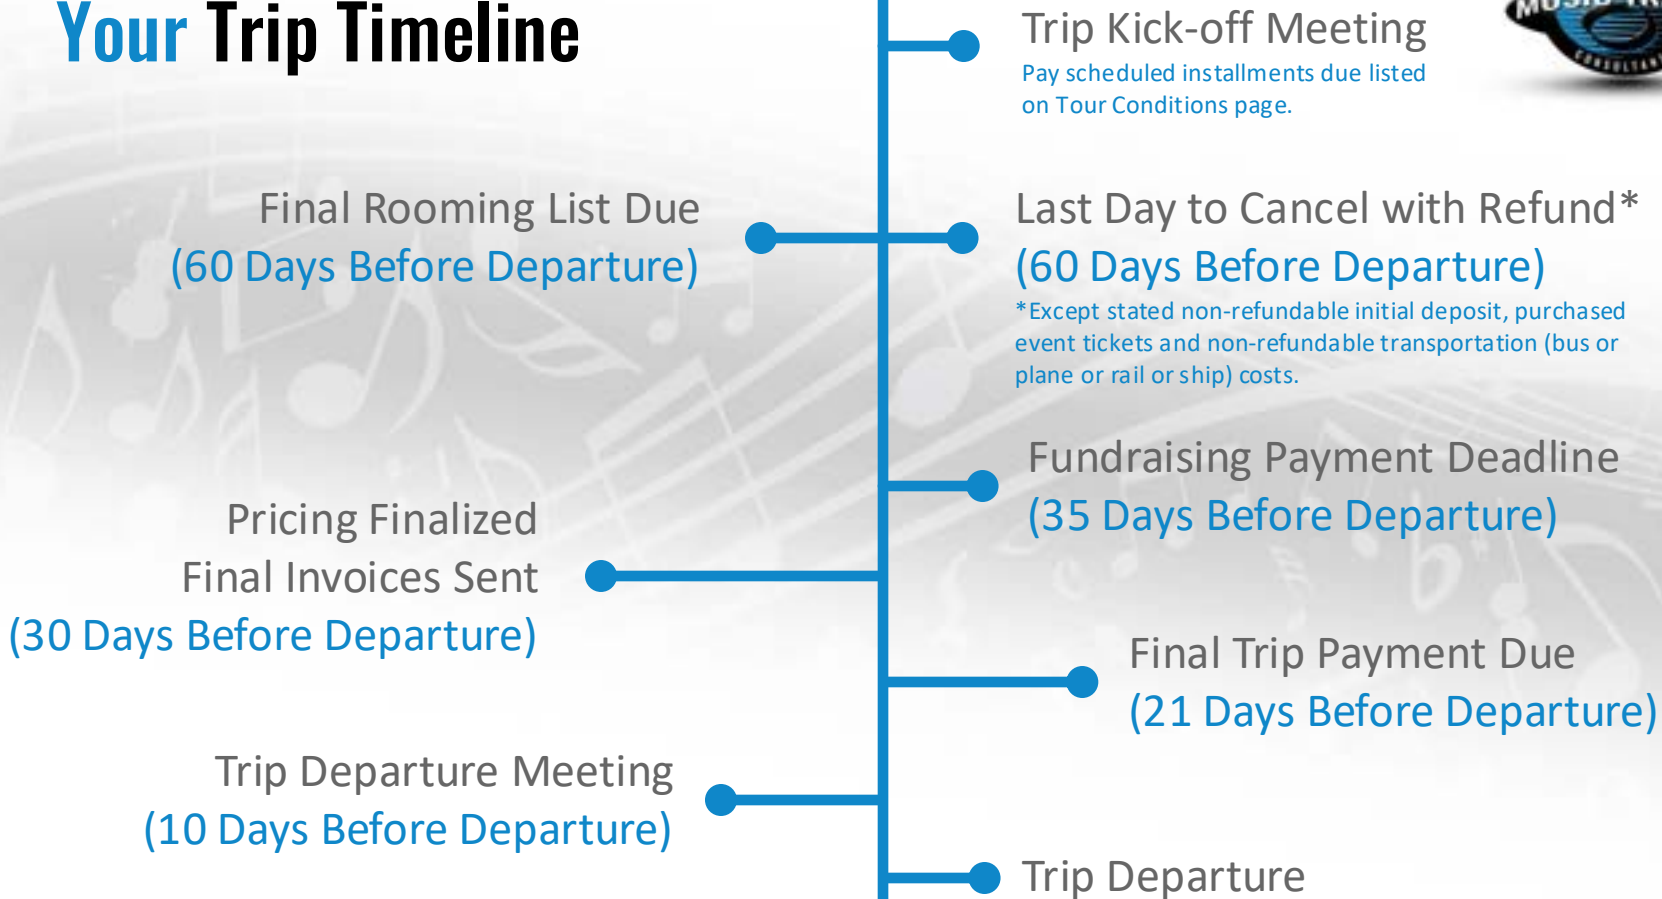 Your Trip Timeline
Trip Kick-off Meeting
Pay scheduled installments due listed
on Tour Conditions page.
Final Rooming List Due
(60 Days Before Departure)
Last Day to Cancel with Refund*
(60 Days Before Departure)
*Except stated non-refundable initial deposit, purchased
event tickets and non-refundable transportation (bus or
plane or rail or ship) costs.
Fundraising Payment Deadline
(35 Days Before Departure)
Pricing Finalized
Final Invoices Sent
(30 Days Before Departure)
Final Trip Payment Due
(21 Days Before Departure)
Trip Departure Meeting
(10 Days Before Departure)
Trip Departure